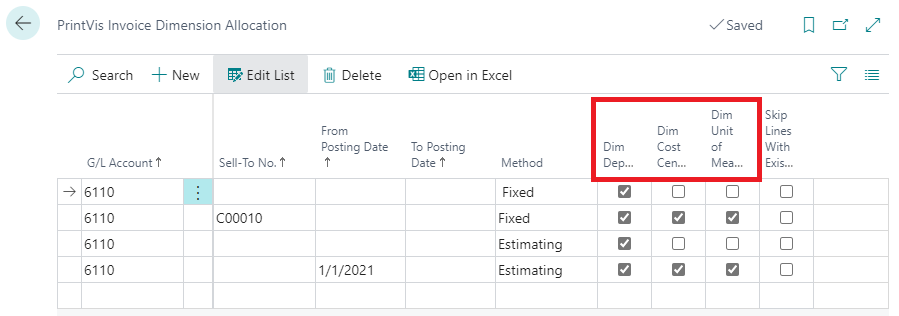 PrintVis Invoice Dimension Allocation
Saved
Search
New
Edit List
Delete
Open in Excel
G/L Account↑
Sell-To No.↑
From
Posting Date
↑
To Posting
Date↑
Method
Dim
Dep...
Dim
Cost
Cen...
Dim
Unit
of
Mea...
Skip
Lines
With
Exis...
6110 Fixed
6110 C00010 Fixed
6110 Estimating
6110 1/1/2021 Estimating